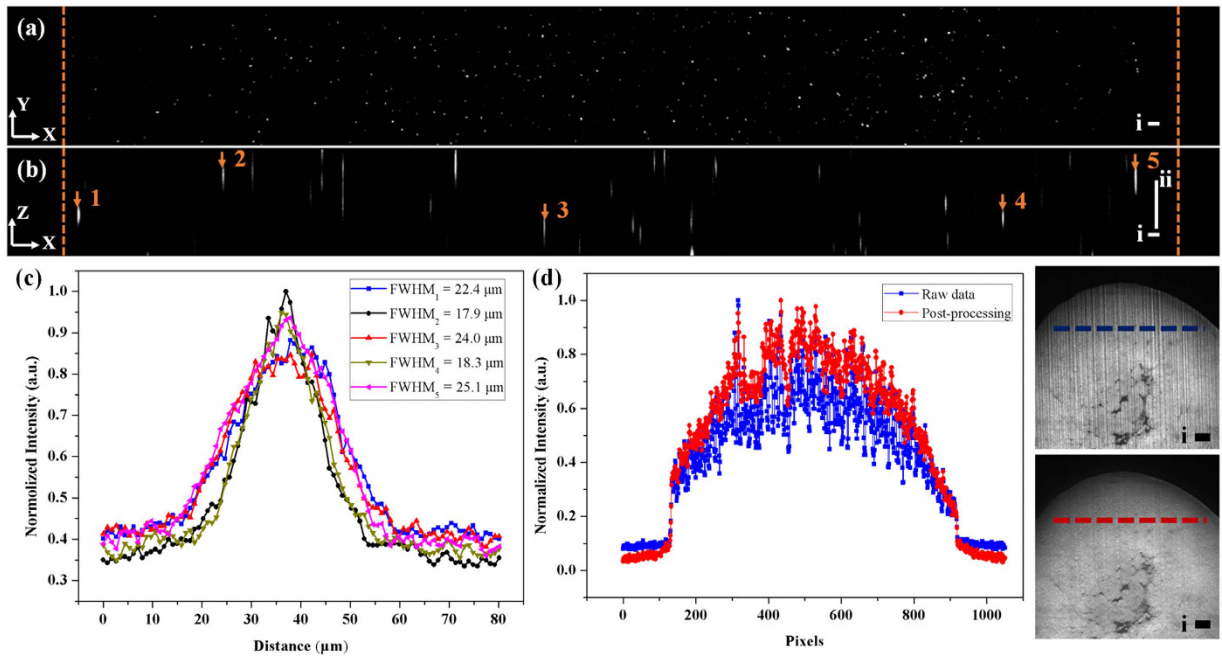 (a)
Y
X
i
(b)
1
2
3
4
5
ii
Z
X
i
(c)
Normolized Intensity (a.u.)
1.0
0.9
0.8
0.7
0.6
0.5
0.4
0.3
FWHM1 = 22.4 μm
FWHM2 = 17.9 μm
FWHM3 = 24.0 μm
FWHM4 = 18.3 μm
FWHM5 = 25.1 μm
0 10 20 30 40 50 60 70 80
Distance (μm)
(d)
Normalized Intensity (a.u.)
1.0
0.8
0.6
0.4
0.2
0.0
Raw data
Post-processing
0 200 400 600 800 1000
Pixels
i
i